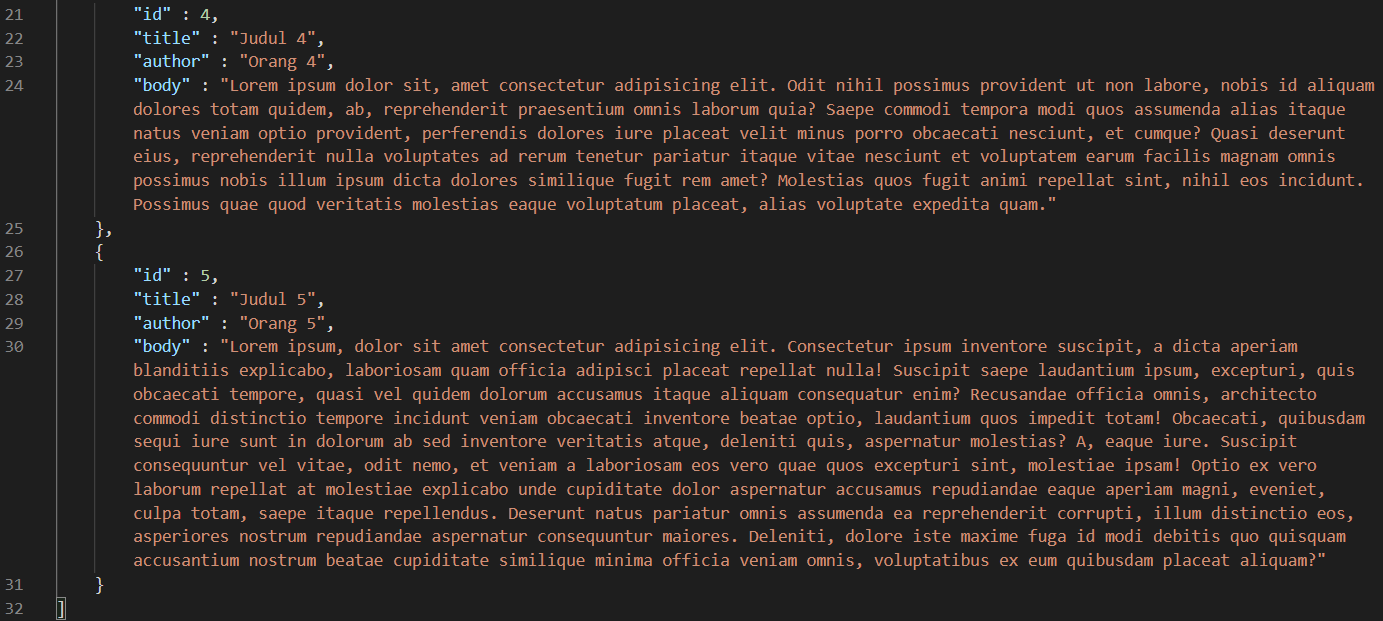 21 "id" : 4,
22 "title" : "Judul 4",
23 "author" : "Orang 4",
24 "body" : "Lorem ipsum dolor sit, amet consectetur adipisicing elit. Odit nihil possimus provident ut non labore, nobis id aliquam
dolores totam quidem, ab, reprehenderit praesentium omnis laborum quia? Saepe commodi tempora modi quos assumenda alias itaque
natus veniam optio provident, perferendis dolores iure placeat velit minus porro obcaecati nesciunt, et cumque? Quasi deserunt
eius, reprehenderit nulla voluptates ad rerum tenetur pariatur itaque vitae nesciunt et voluptatem earum facilis magnam omnis
possimus nobis illum ipsum dicta dolores similique fugit rem amet? Molestias quos fugit animi repellat sint, nihil eos incidunt.
Possimus quae quod veritatis molestias eaque voluptatum placeat, alias voluptate expedita quam."
25 },
26 {
27 "id" : 5,
28 "title" : "Judul 5",
29 "author" : "Orang 5",
30 "body" : "Lorem ipsum, dolor sit amet consectetur adipisicing elit. Consectetur ipsum inventore suscipit, a dicta aperiam
blanditiis explicabo, laboriosam quam officia adipisci placeat repellat nulla! Suscipit saepe laudantium ipsum, excepturi, quis
obcaecati tempore, quasi vel quidem dolorum accusamus itaque aliquam consequatur enim? Recusandae officia omnis, architecto
commodi distinctio tempore incidunt veniam obcaecati inventore beatae optio, laudantium quos impedit totam! Obcaecati, quibusdam
sequi iure sunt in dolorum ab sed inventore veritatis atque, deleniti quis, aspernatur molestias? A, eaque iure. Suscipit
consequuntur vel vitae, odit nemo, et veniam a laboriosam eos vero quae quos excepturi sint, molestiae ipsam! Optio ex vero
laborum repellat at molestiae explicabo unde cupiditate dolor aspernatur accusamus repudiandae eaque aperiam magni, eveniet,
culpa totam, saepe itaque repellendus. Deserunt natus pariatur omnis assumenda ea reprehenderit corrupti, illum distinctio eos,
asperiores nostrum repudiandae aspernatur consequuntur maiores. Deleniti, dolore iste maxime fuga id modi debitis quo quisquam
accusantium nostrum beatae cupiditate similique minima officia veniam omnis, voluptatibus ex eum quibusdam placeat aliquam?"
31 }
32 ]